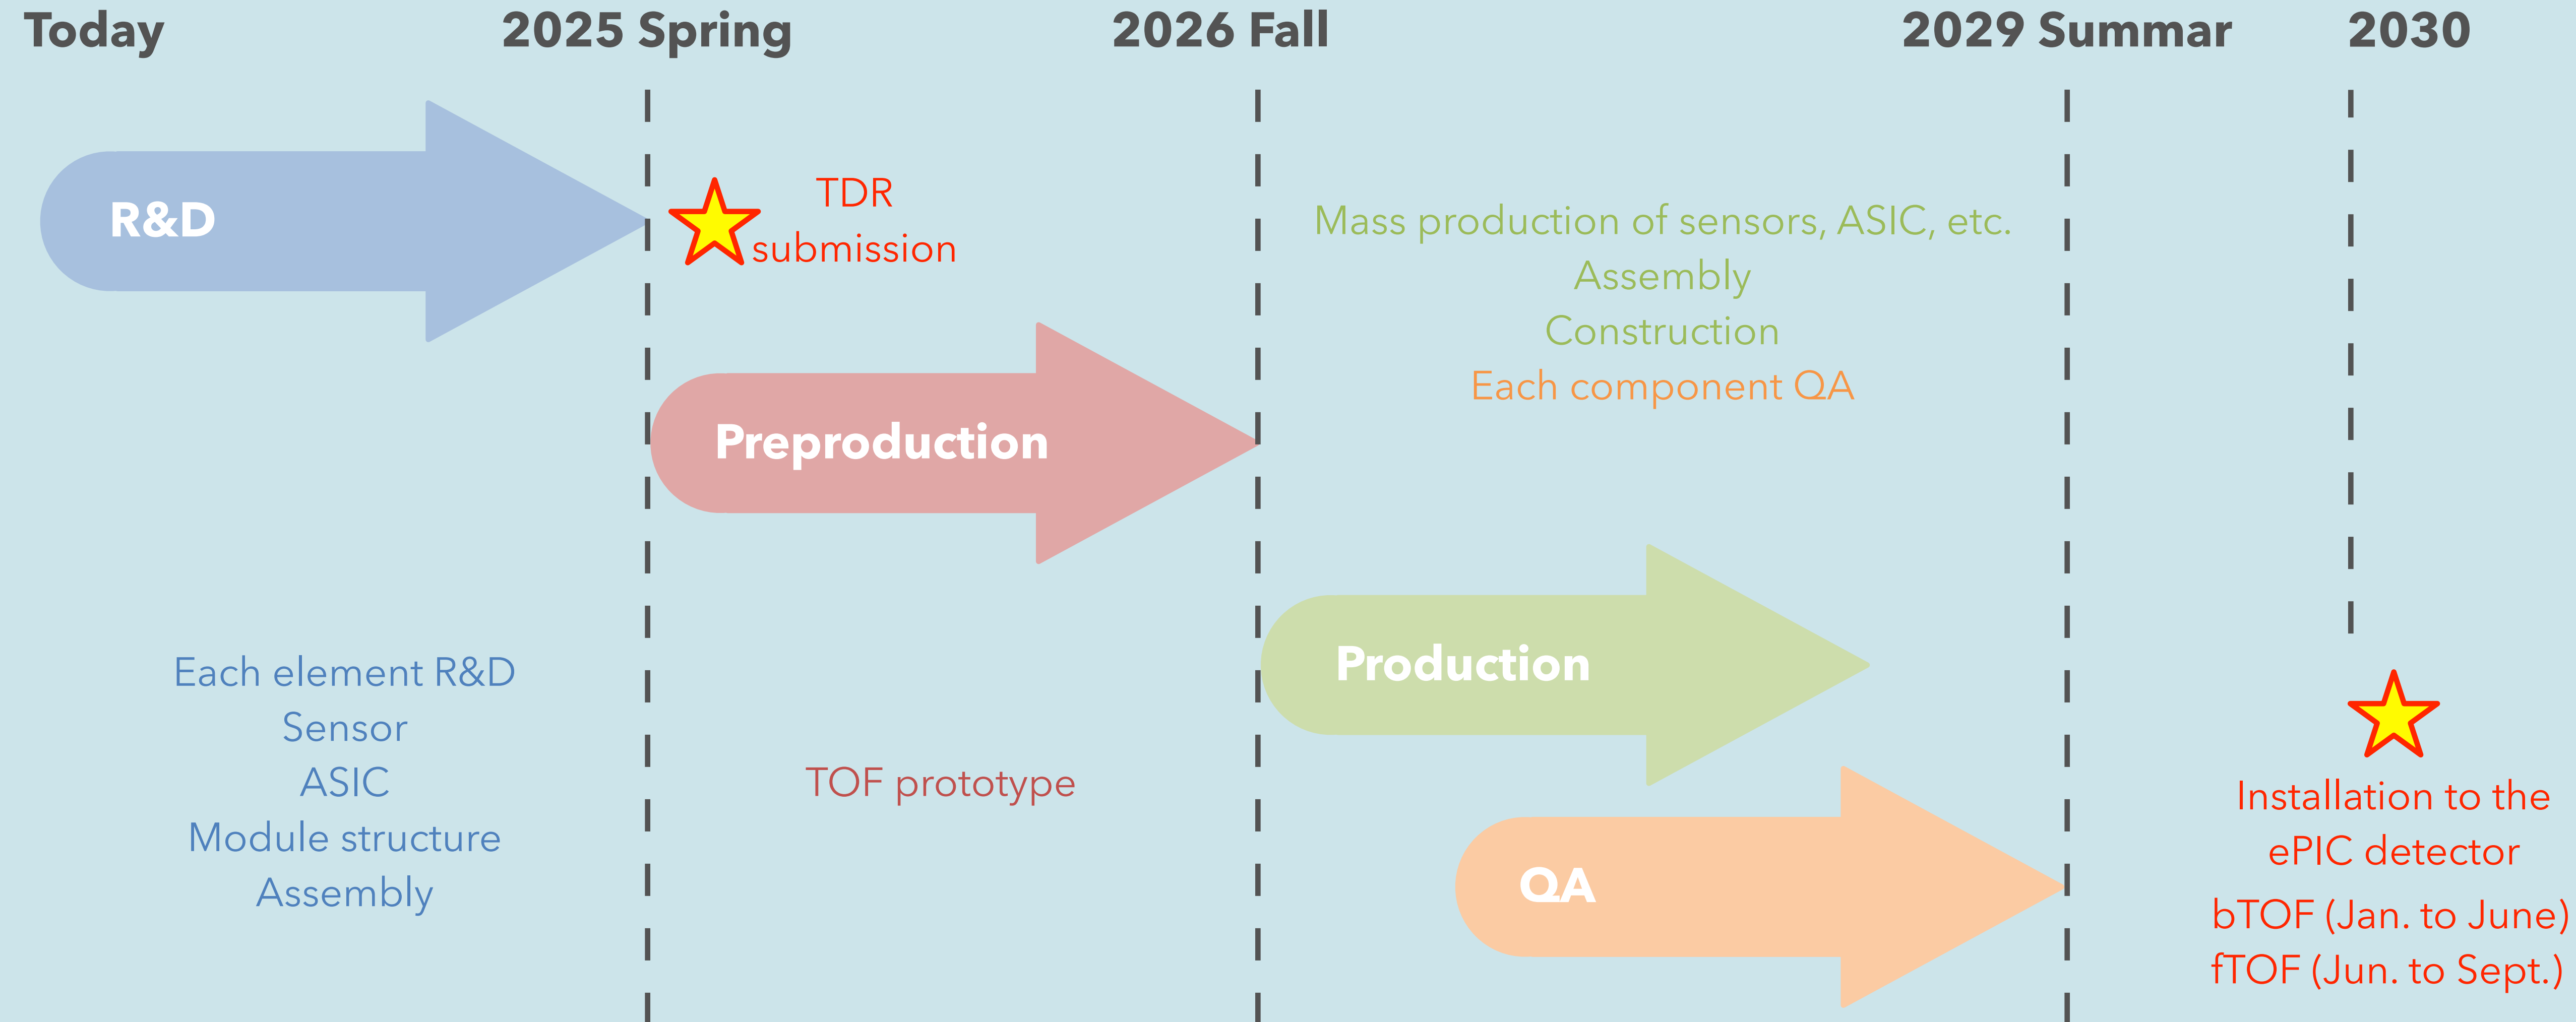 Today
2025 Spring
2026 Fall
2029 Summar
2030
R&D
TDR
submission
Mass production of sensors, ASIC, etc.
Assembly
Construction
Each component QA
Preproduction
Production
Each element R&D
Sensor
ASIC
Module structure
Assembly
TOF prototype
QA
Installation to the
ePIC detector
bTOF (Jan. to June)
fTOF (Jun. to Sept.)